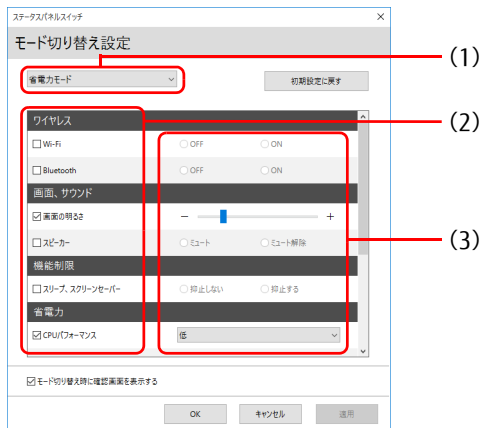 ステータスパネルスイッチ
モード切り替え設定
(1)
省電力モード 初期設定に戻す
(2)
ワイヤレス
Wi-Fi OFF ON
Bluetooth OFF ON
画面、サウンド
画面の明るさ − +
スピーカー ミュート ミュート解除
(3)
機能制限
スリープ、スクリーンセーバー 抑止しない 抑止する
省電力
CPUパフォーマンス 低
モード切り替え時に確認画面を表示する
OK キャンセル 適用